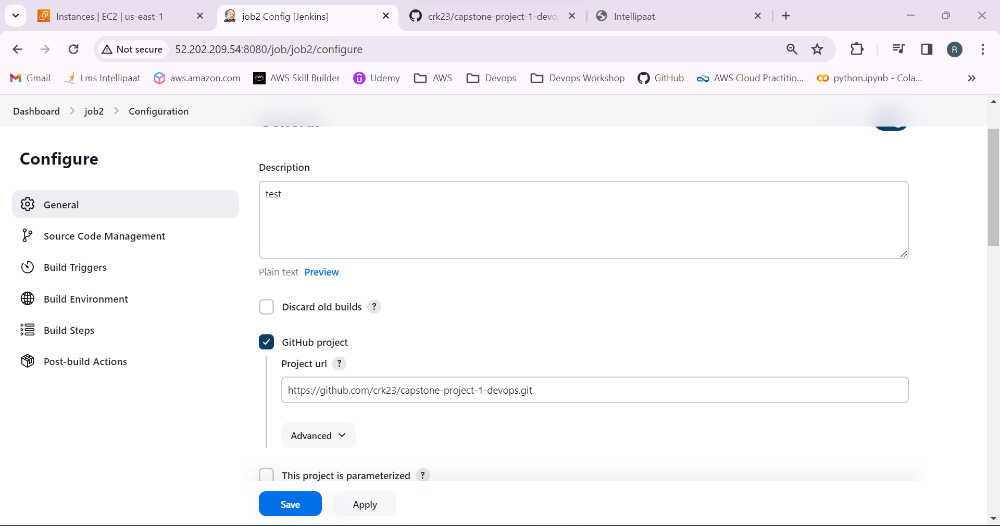 Instances | EC2 | us-east-1
job2 Config [Jenkins]
crk23/capstone-project-1-devo
Intellipaat
Not secure
52.202.209.54:8080/job/job2/configure
R
Gmail
Lms Intellipaat
aws.amazon.com
aws
AWS Skill Builder
Udemy
AWS
Devops
Devops Workshop
GitHub
AWS Cloud Practitio...
python.ipynb - Cola...
Dashboard
job2
Configuration
General
Configure
Description
General
test
Source Code Management
Build Triggers
Plain text Preview
Build Environment
Discard old builds ?
Build Steps
GitHub project
Post-build Actions
Project url ?
https://github.com/crk23/capstone-project-1-devops.git
Advanced
This project is parameterized ?
Save
Apply